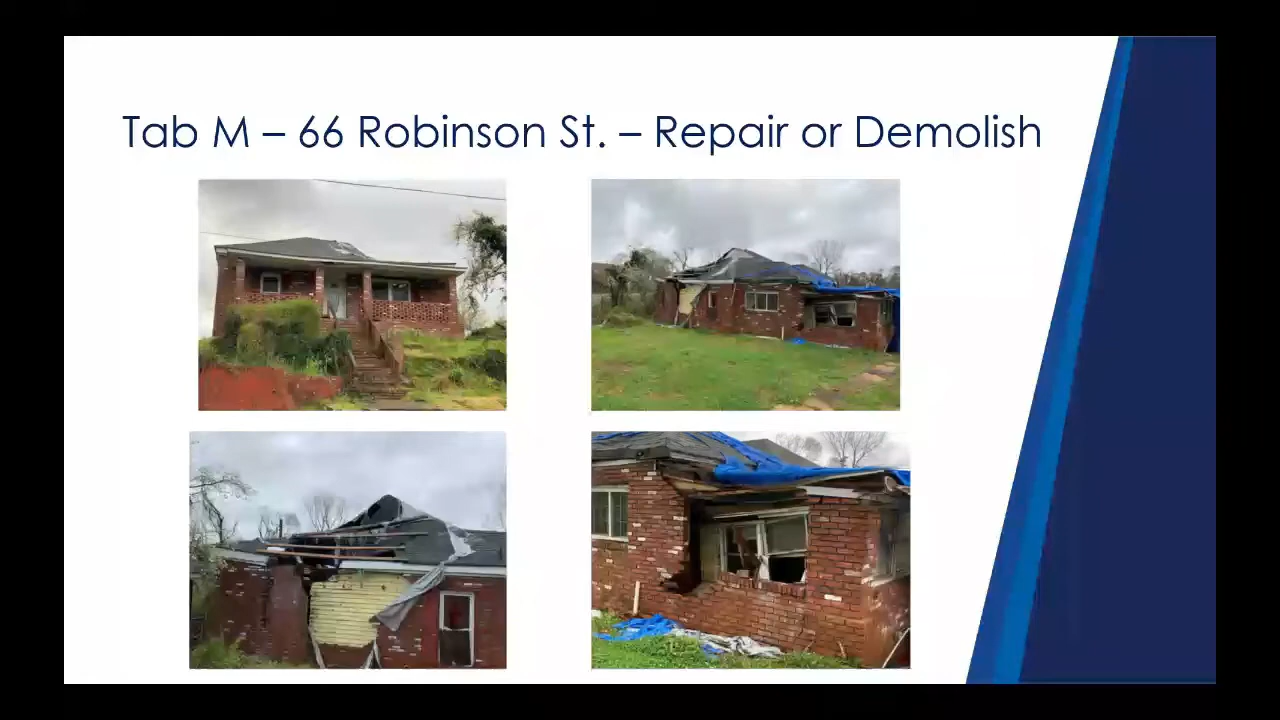 Tab M – 66 Robinson St. – Repair or Demolish